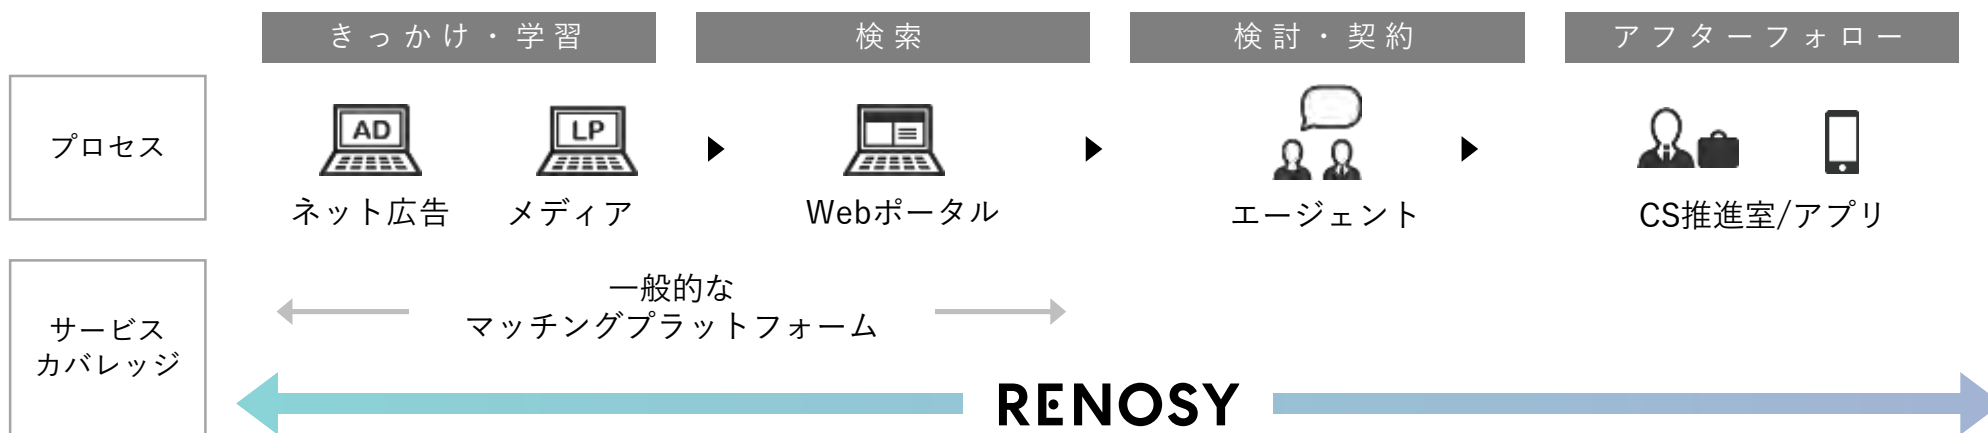 きっかけ・学習
検索
検討・契約
アフターフォロー
プロセス
AD
LP
ネット広告
メディア
Webポータル
エージェント
CS推進室/アプリ
サービス
カバレッジ
一般的な
マッチングプラットフォーム
RENOSY